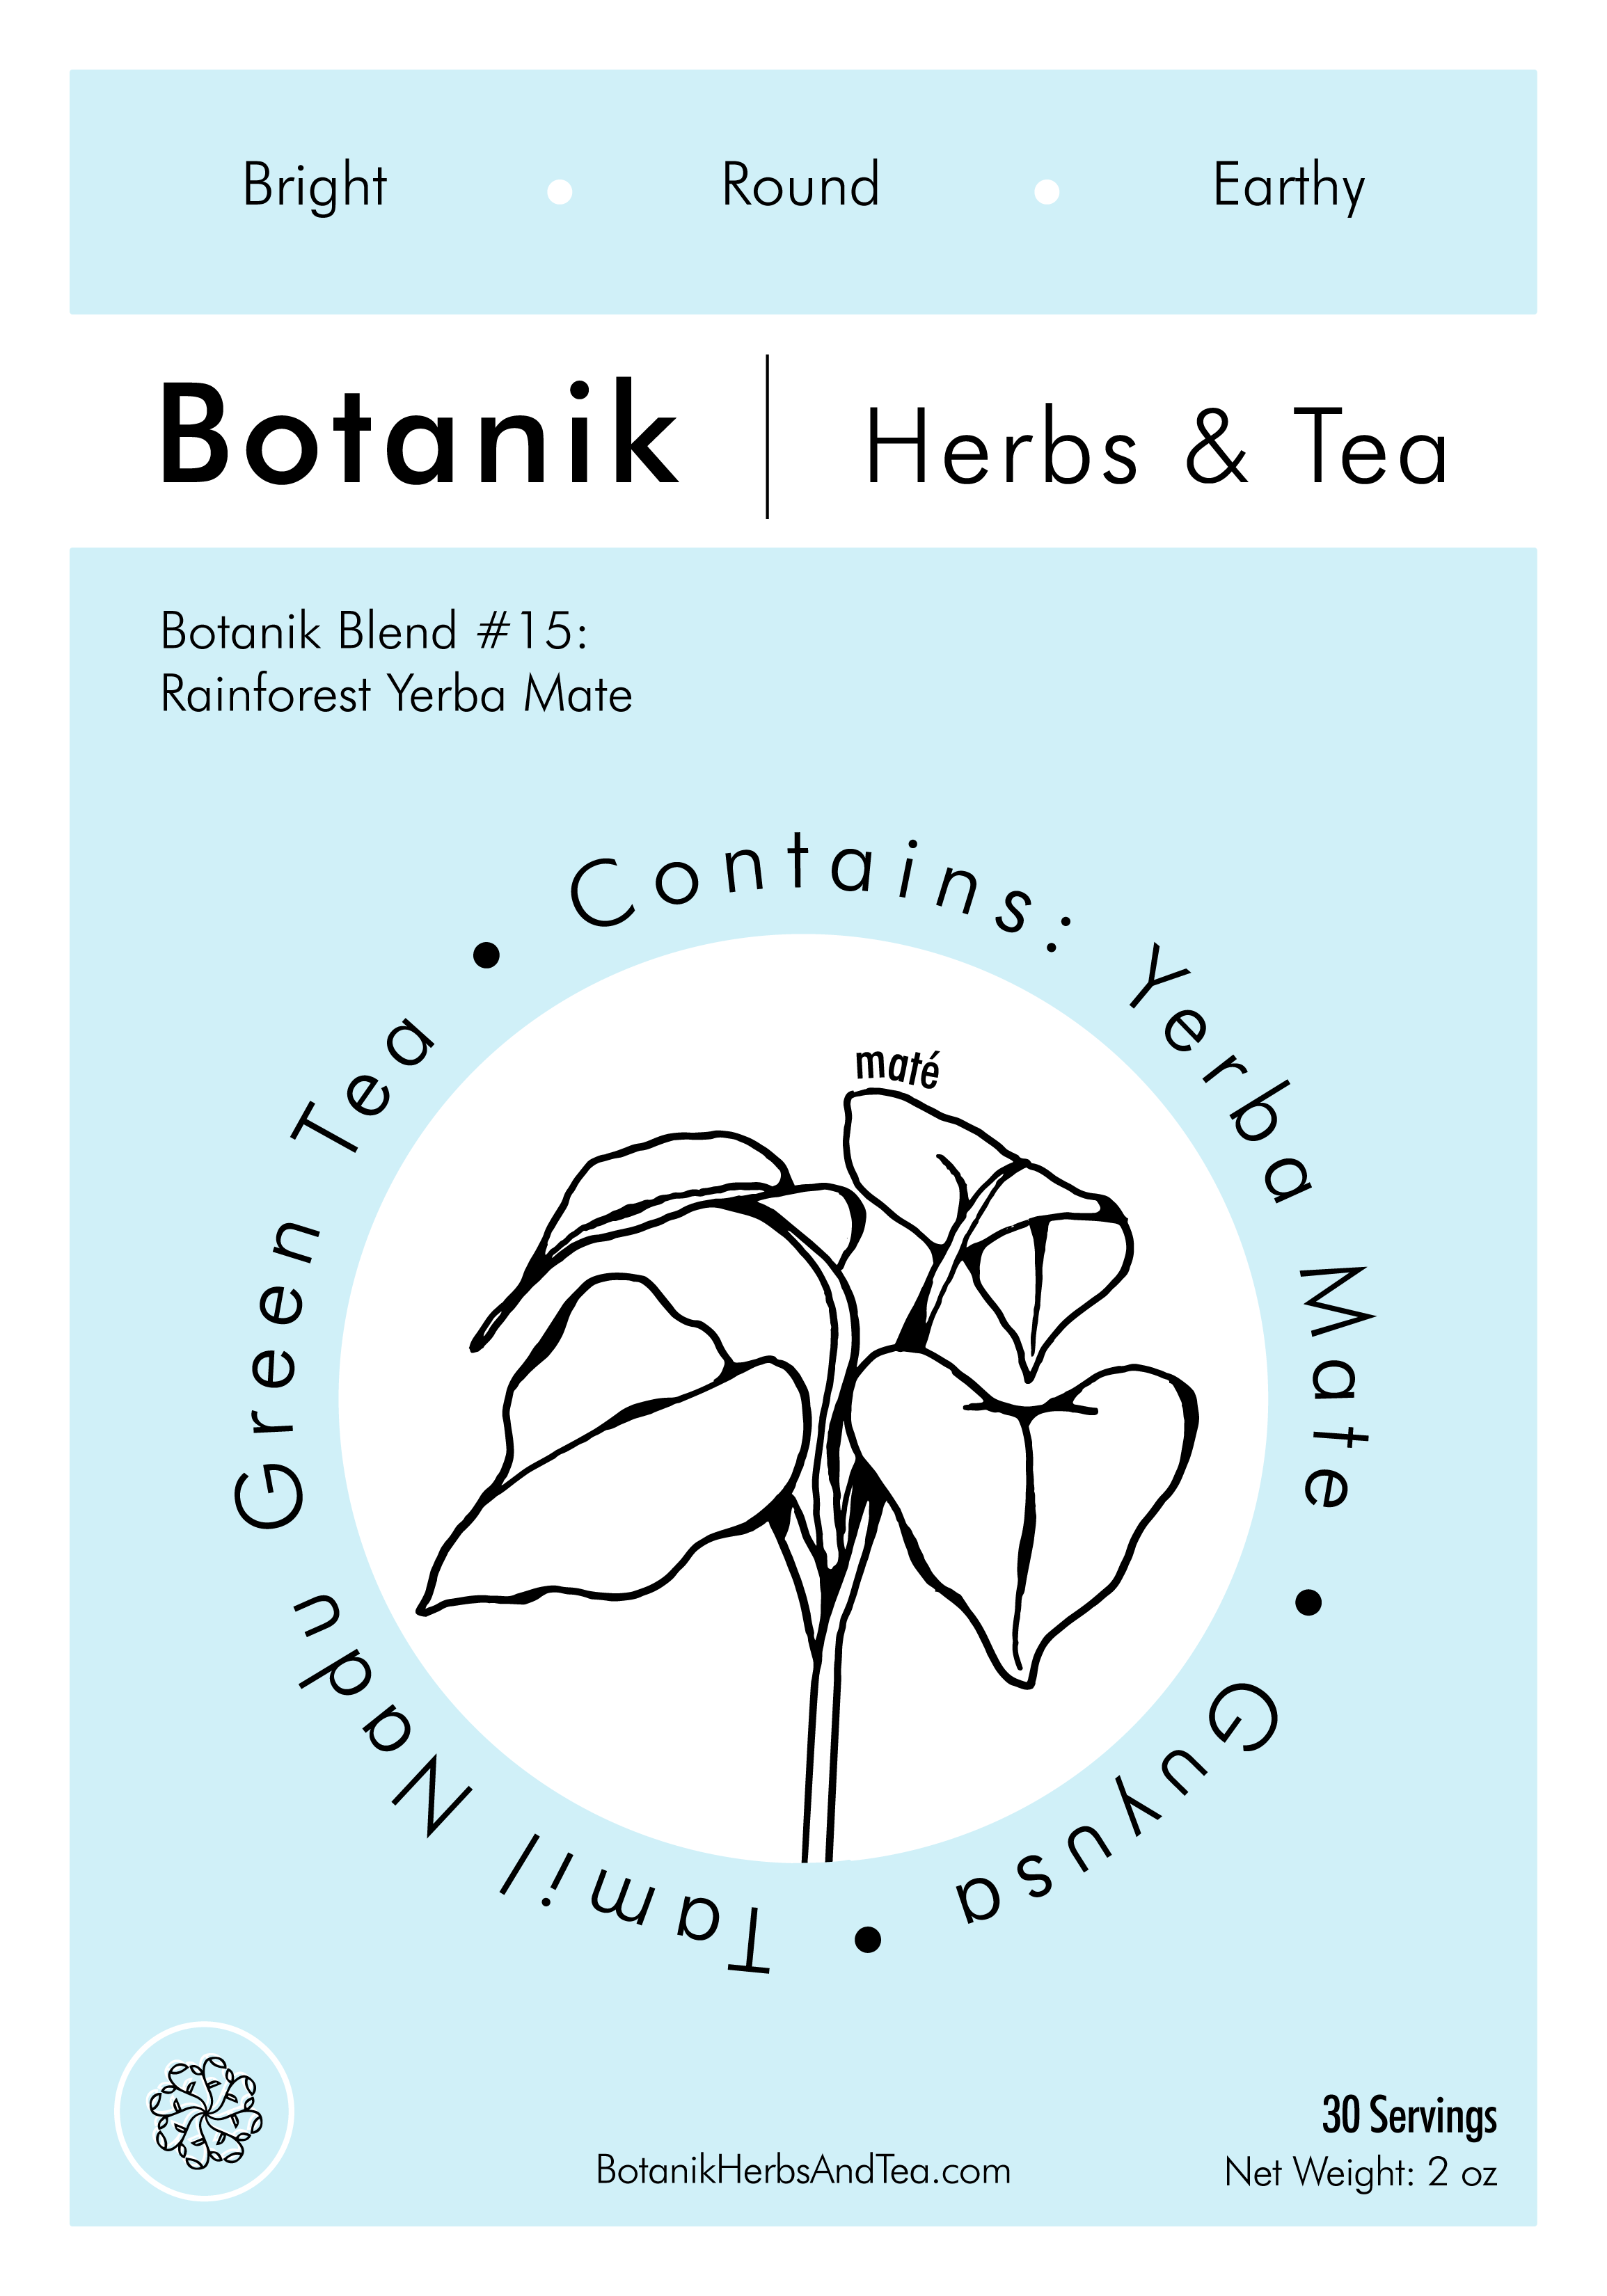 Bright • Round • Earthy
Botanik | Herbs & Tea
Botanik Blend #15:
Rainforest Yerba Mate
Contains: Yerba Mate • Guyusa • Tamil Nadu Green Tea •
maté
30 Servings
BotanikHerbsAndTea.com
Net Weight: 2 oz